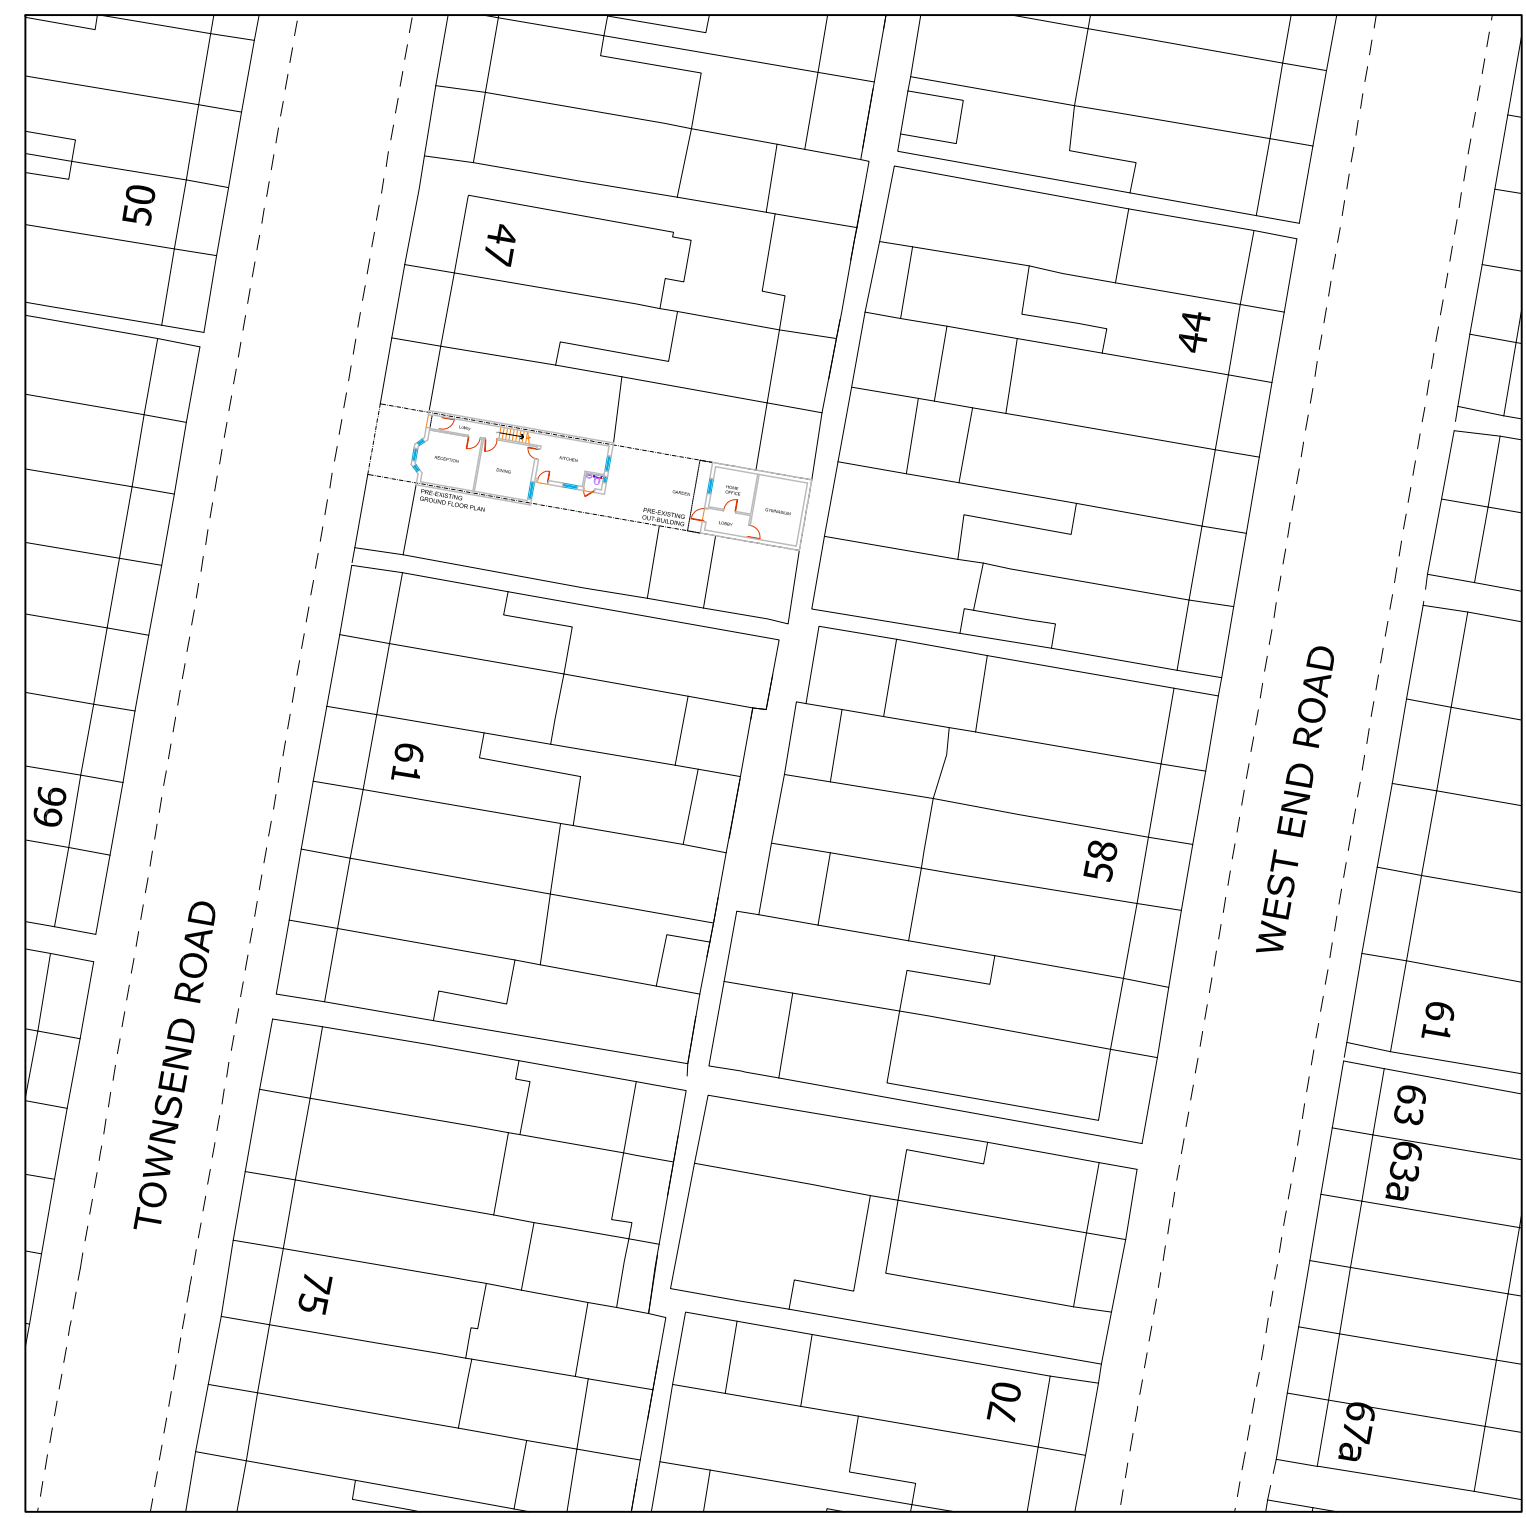 50
47
44
Lobby
RECEPTION
DINING
KITCHEN
PRE-EXISTING
GROUND FLOOR PLAN
GARDEN
PRE-EXISTING
OUT-BUILDING
HOME
OFFICE
LOBBY
GYMNASIUM
66
61
58
TOWNSEND ROAD
WEST END ROAD
61
63
63a
75
70
67a